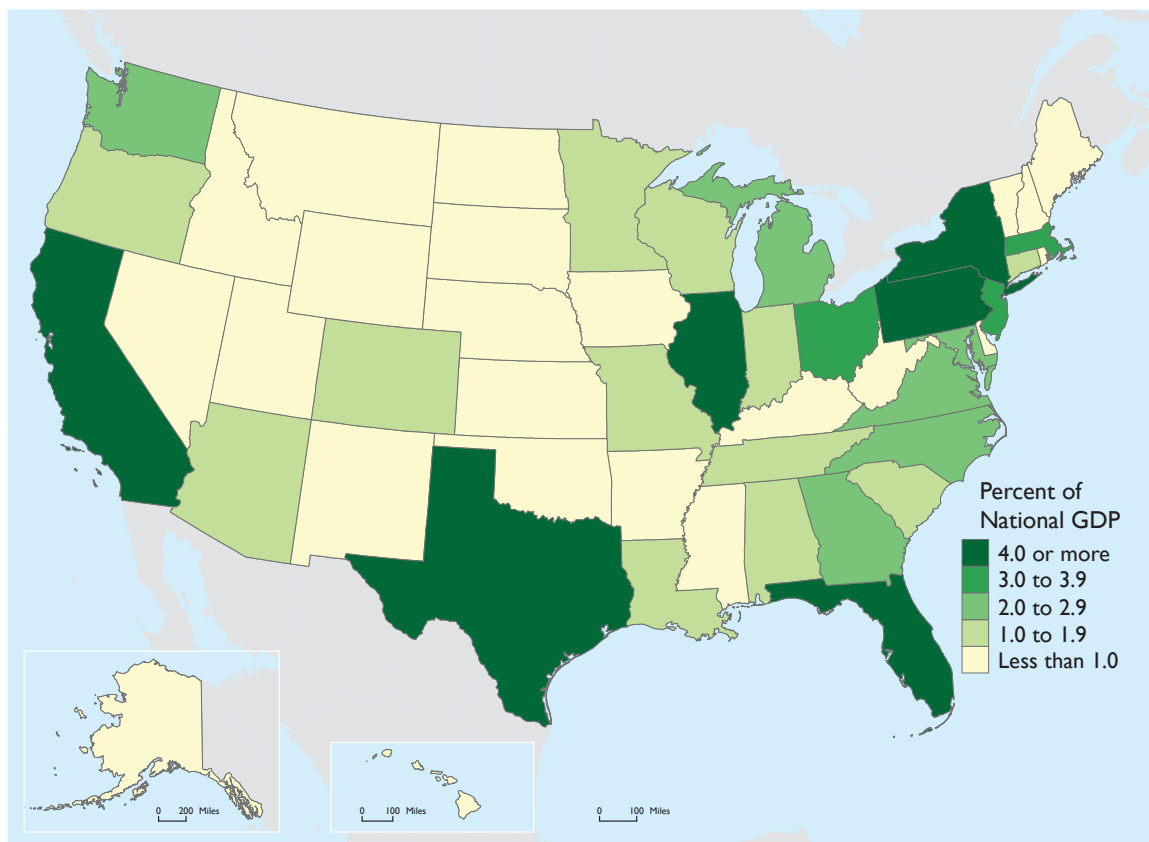 Percent of
National GDP
4.0 or more
3.0 to 3.9
2.0 to 2.9
1.0 to 1.9
Less than 1.0
0 200 Miles
0 100 Miles
0 100 Miles